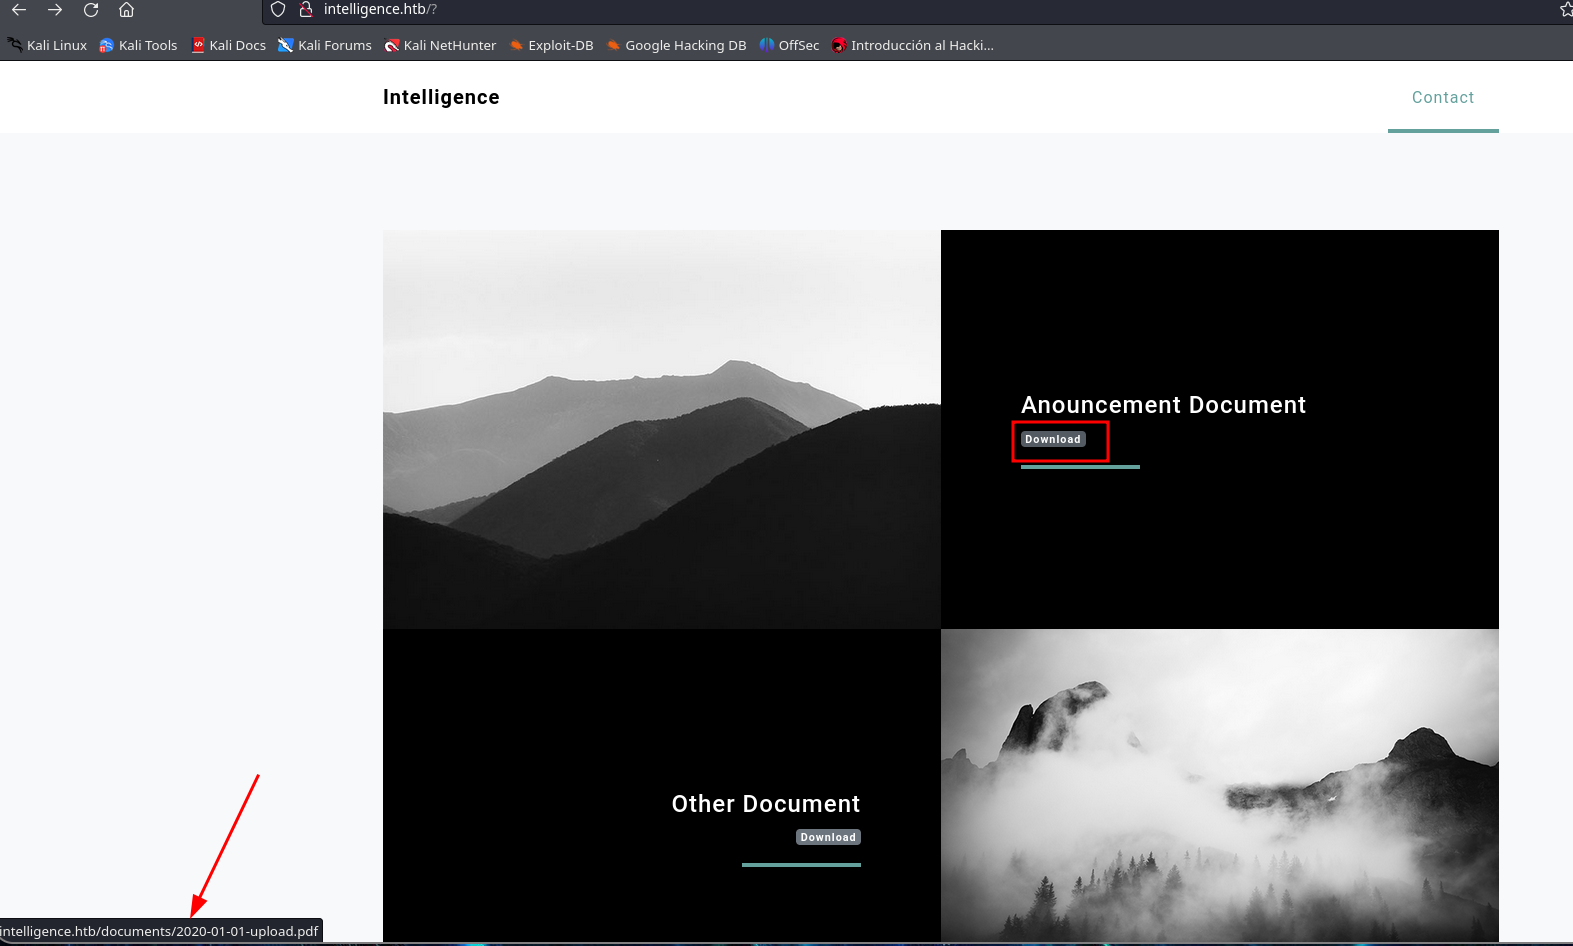 intelligence.htb/?
Kali Linux Kali Tools Kali Docs Kali Forums Kali NetHunter Exploit-DB Google Hacking DB OffSec Introducción al Hacki...
Intelligence
Contact
Anouncement Document
Download
Other Document
Download
intelligence.htb/documents/2020-01-01-upload.pdf